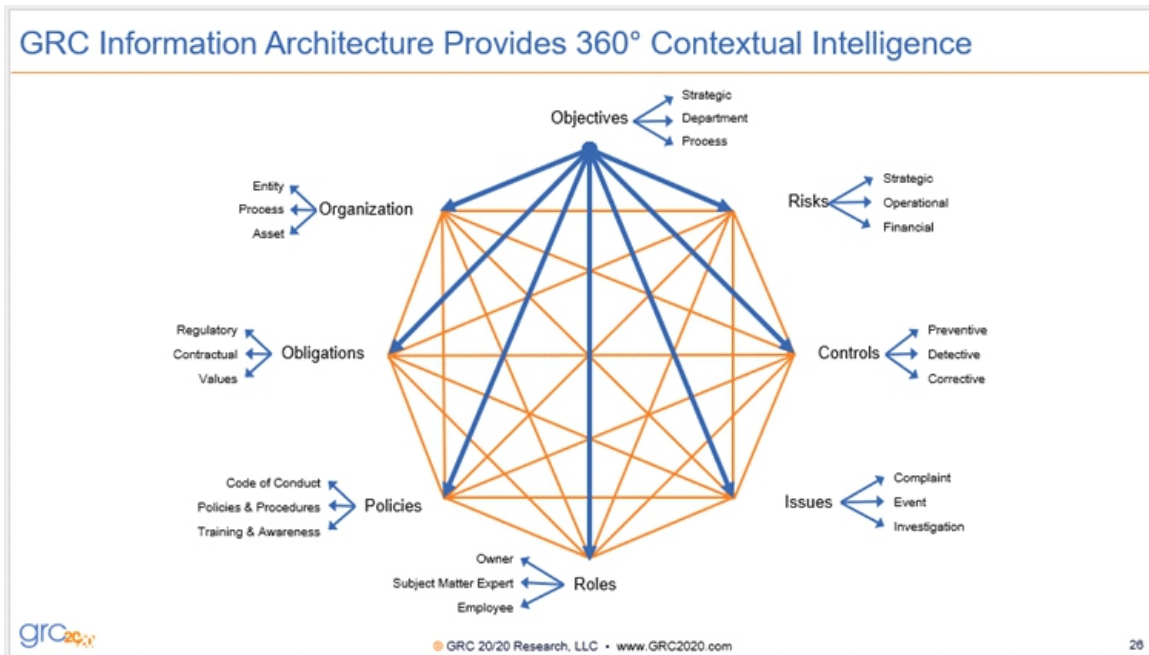 GRC Information Architecture Provides 360° Contextual Intelligence
Objectives
Strategic
Department
Process
Risks
Strategic
Operational
Financial
Controls
Preventive
Detective
Corrective
Issues
Complaint
Event
Investigation
Roles
Owner
Subject Matter Expert
Employee
Policies
Code of Conduct
Policies & Procedures
Training & Awareness
Obligations
Regulatory
Contractual
Values
Organization
Entity
Process
Asset
grc2020
© GRC 20/20 Research, LLC • www.GRC2020.com
26